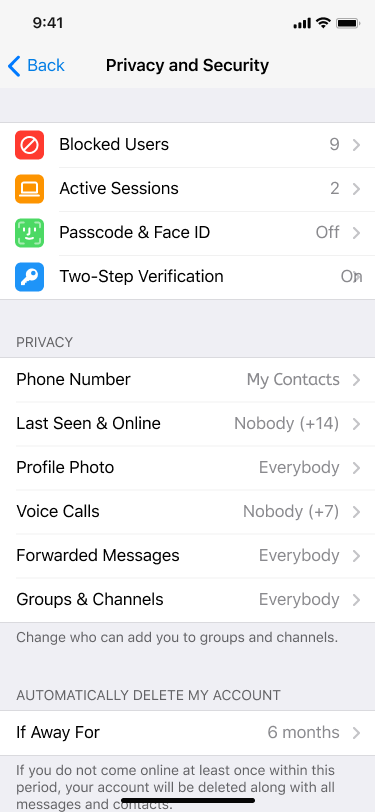 9:41
Back
Privacy and Security
Blocked Users 9
Active Sessions 2
Passcode & Face ID Off
Two-Step Verification On
PRIVACY
Phone Number My Contacts
Last Seen & Online Nobody (+14)
Profile Photo Everybody
Voice Calls Nobody (+7)
Forwarded Messages Everybody
Groups & Channels Everybody
Change who can add you to groups and channels.
AUTOMATICALLY DELETE MY ACCOUNT
If Away For 6 months
If you do not come online at least once within this
period, your account will be deleted along with all
messages and contacts.